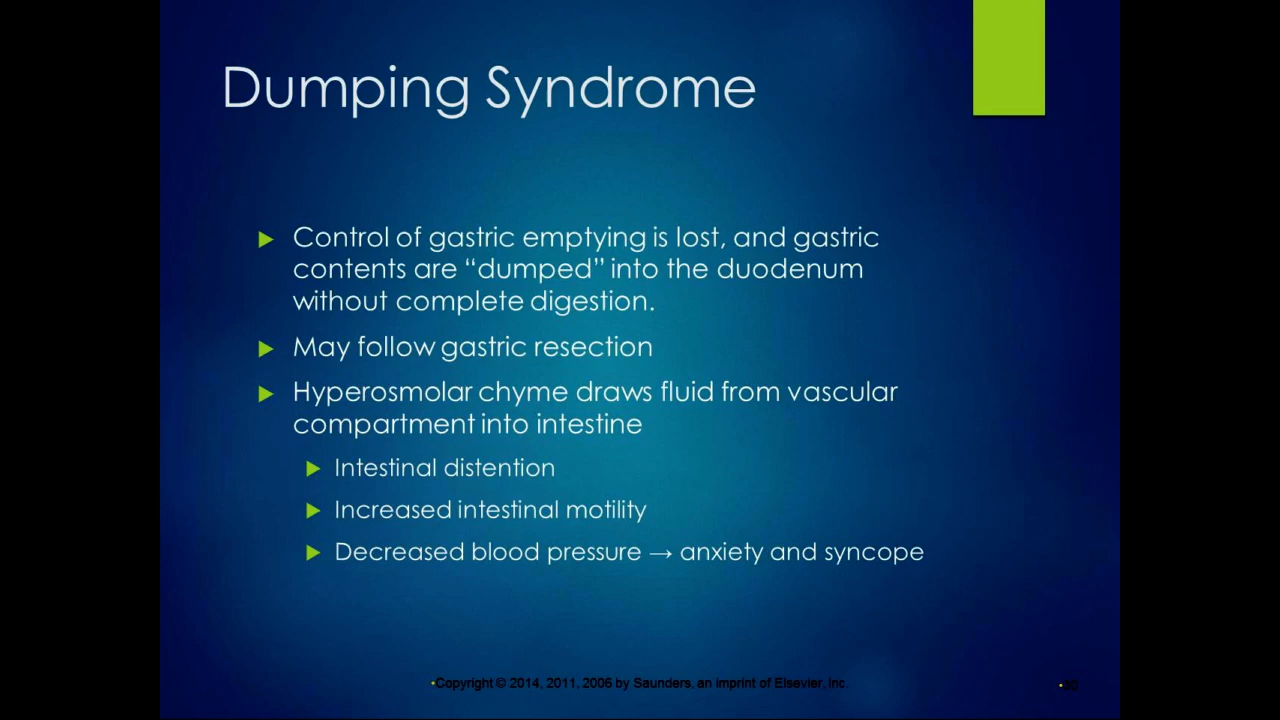 Dumping Syndrome
Control of gastric emptying is lost, and gastric
contents are “dumped” into the duodenum
without complete digestion.
May follow gastric resection
Hyperosmolar chyme draws fluid from vascular
compartment into intestine
Intestinal distention
Increased intestinal motility
Decreased blood pressure → anxiety and syncope
•Copyright © 2014, 2011, 2006 by Saunders, an imprint of Elsevier, Inc.